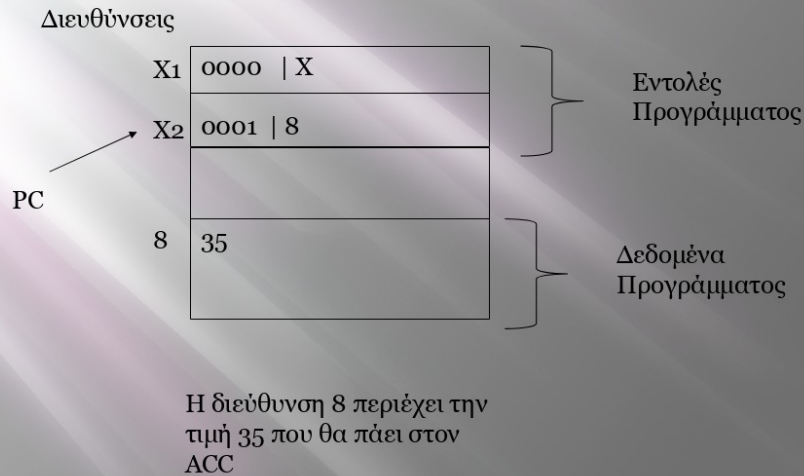 Διευθύνσεις
X1 0000 | X
Εντολές
Προγράμματος
X2 0001 | 8
PC
8 35
Δεδομένα
Προγράμματος
Η διεύθυνση 8 περιέχει την
τιμή 35 που θα πάει στον
ACC